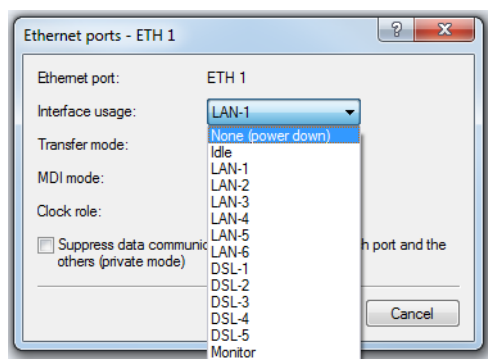 Ethernet ports - ETH 1
Ethernet port: ETH 1
Interface usage: LAN-1
Transfer mode:
MDI mode:
Clock role:
None (power down)
Idle
LAN-1
LAN-2
LAN-3
LAN-4
LAN-5
LAN-6
DSL-1
DSL-2
DSL-3
DSL-4
DSL-5
Monitor
Suppress data port and the
others (private mode)
Cancel